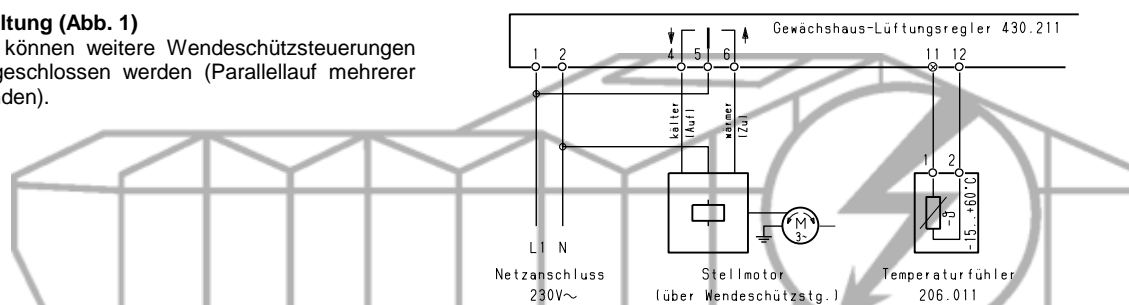 ltung (Abb. 1)
können weitere Wendeschützsteuerungen
geschlossen werden (Parallellauf mehrerer
nden).
Gewächshaus-Lüftungsregler 430.211
1 2 4 5 6 11 12
kälter
(Auf)
wärmer
(Zu)
1 2
M
3~
-ϑ
-15...+60°C
L1 N
Netzanschluss
230V~
Stellmotor
(über Wendeschützstg.)
Temperaturfühler
206.011